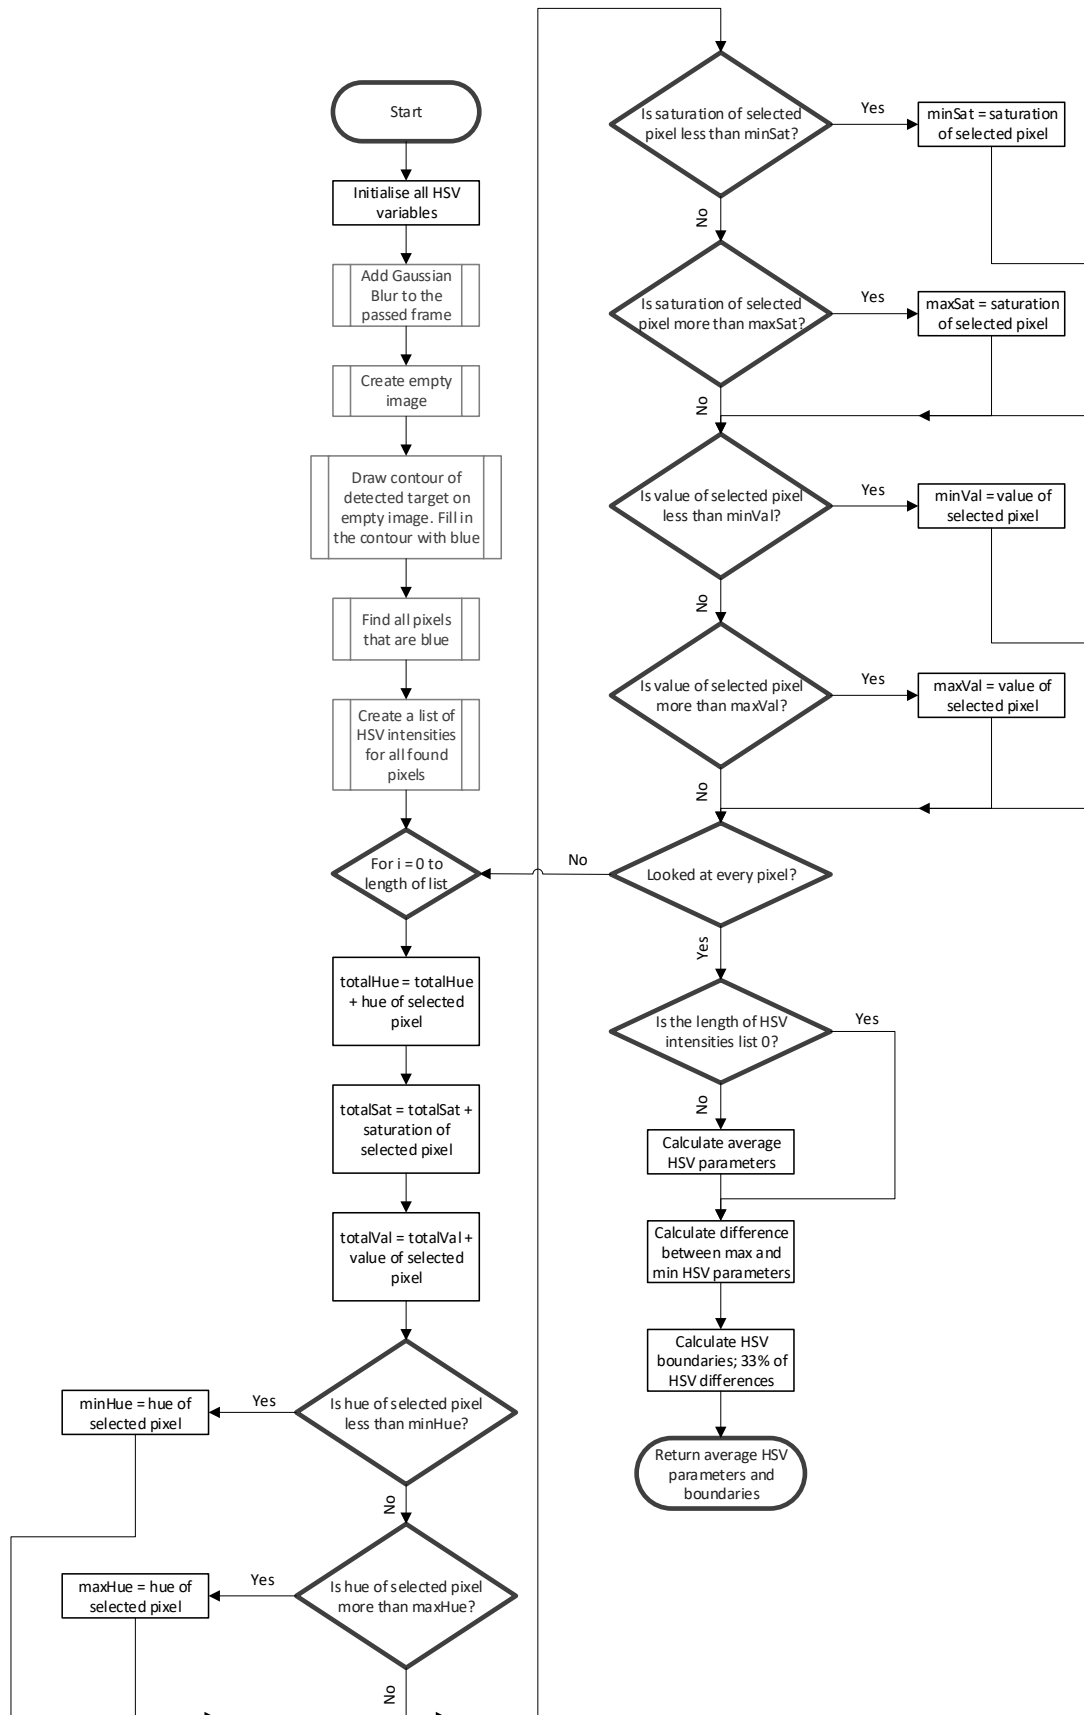 Start
Initialise all HSV
variables
Add Gaussian
Blur to the
passed frame
Create empty
image
Draw contour of
detected target on
empty image. Fill in
the contour with blue
Find all pixels
that are blue
Create a list of
HSV intensities
for all found
pixels
For i = 0 to
length of list
totalHue = totalHue
+ hue of selected
pixel
totalSat = totalSat +
saturation of
selected pixel
totalVal = totalVal +
value of selected
pixel
Is hue of selected pixel
less than minHue?
Yes
minHue = hue of
selected pixel
No
Is hue of selected pixel
more than maxHue?
Yes
maxHue = hue of
selected pixel
No
Is saturation of selected
pixel less than minSat?
Yes
minSat = saturation
of selected pixel
No
Is saturation of selected
pixel more than maxSat?
Yes
maxSat = saturation
of selected pixel
No
Is value of selected pixel
less than minVal?
Yes
minVal = value of
selected pixel
No
Is value of selected pixel
more than maxVal?
Yes
maxVal = value of
selected pixel
No
Looked at every pixel?
No
Yes
Is the length of HSV
intensities list 0?
Yes
No
Calculate average
HSV parameters
Calculate difference
between max and
min HSV parameters
Calculate HSV
boundaries; 33% of
HSV differences
Return average HSV
parameters and
boundaries